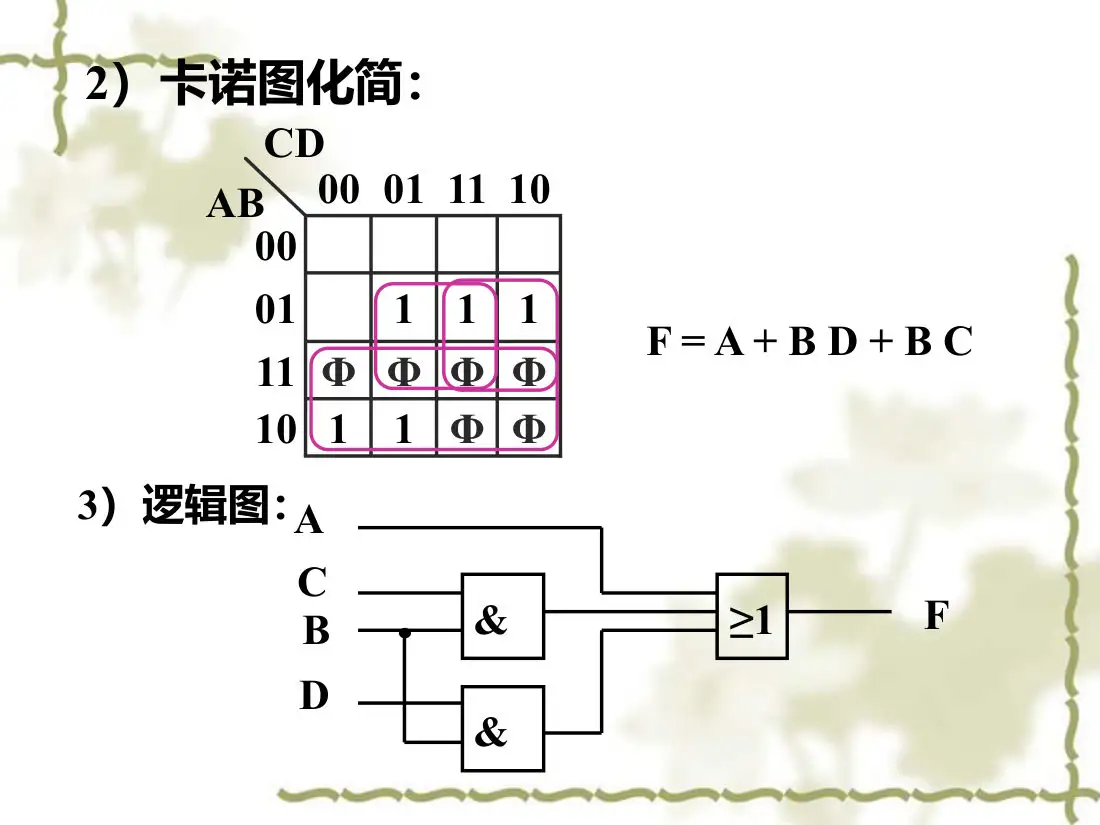 2）卡诺图化简：
CD
AB
00 01 11 10
00
01 1 1 1
11 Φ Φ Φ Φ
10 1 1 Φ Φ
F = A + B D + B C
3）逻辑图：
A
C
B
D
&
&
≥1
F